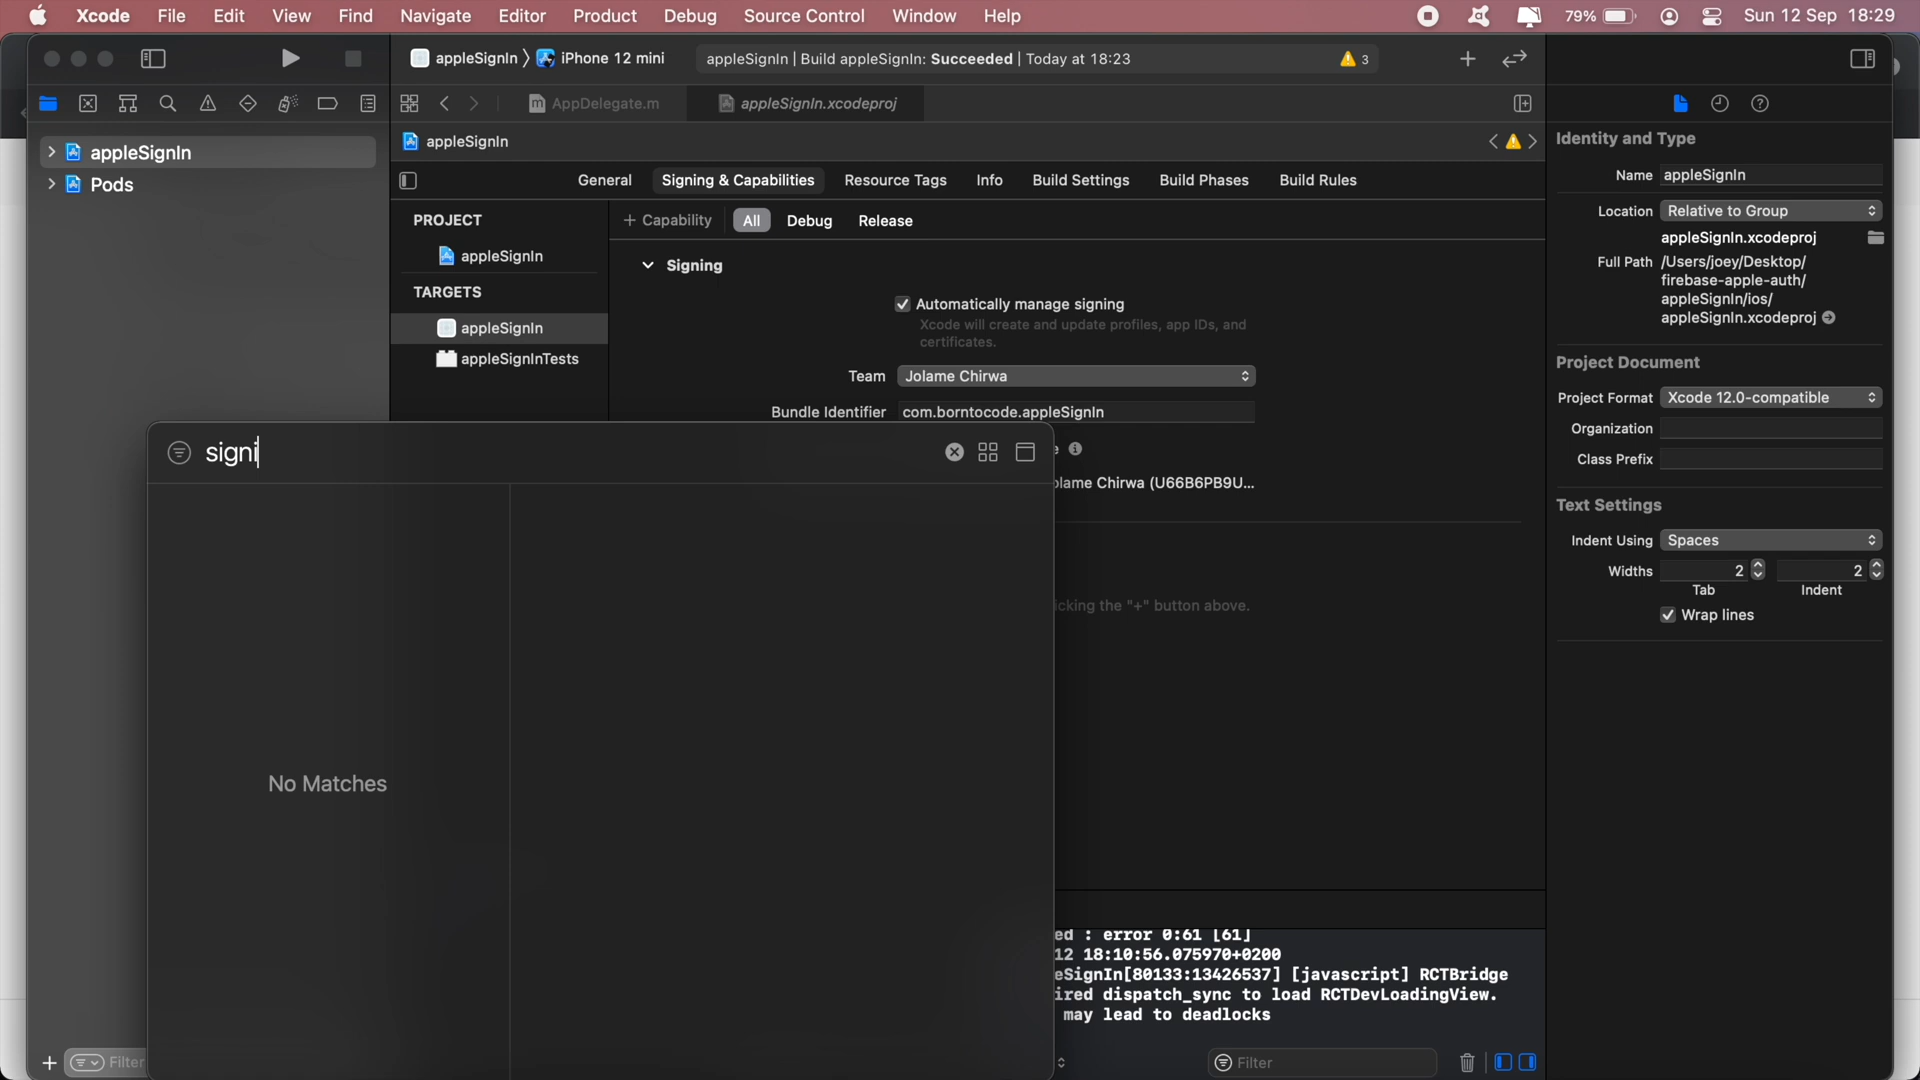 Xcode File Edit View Find Navigate Editor Product Debug Source Control Window Help 79% Sun 12 Sep 18:29
appleSignIn iPhone 12 mini appleSignIn | Build appleSignIn: Succeeded | Today at 18:23 3
AppDelegate.m appleSignIn.xcodeproj
appleSignIn
Pods
appleSignIn
General Signing & Capabilities Resource Tags Info Build Settings Build Phases Build Rules
PROJECT
appleSignIn
TARGETS
appleSignIn
appleSignInTests
+ Capability All Debug Release
Signing
Automatically manage signing
Xcode will create and update profiles, app IDs, and
certificates.
Team Jolame Chirwa
Bundle Identifier com.borntocode.appleSignIn
lame Chirwa (U66B6PB9U...
icking the "+" button above.
signi
No Matches
ed : error 0:61 [61]
12 18:10:56.075970+0200
eSignIn[80133:13426537] [javascript] RCTBridge
ired dispatch_sync to load RCTDevLoadingView.
may lead to deadlocks
Filter
Filter
Identity and Type
Name appleSignIn
Location Relative to Group
appleSignIn.xcodeproj
Full Path /Users/joey/Desktop/
firebase-apple-auth/
appleSignIn/ios/
appleSignIn.xcodeproj
Project Document
Project Format Xcode 12.0-compatible
Organization
Class Prefix
Text Settings
Indent Using Spaces
Widths 2 2
Tab Indent
Wrap lines